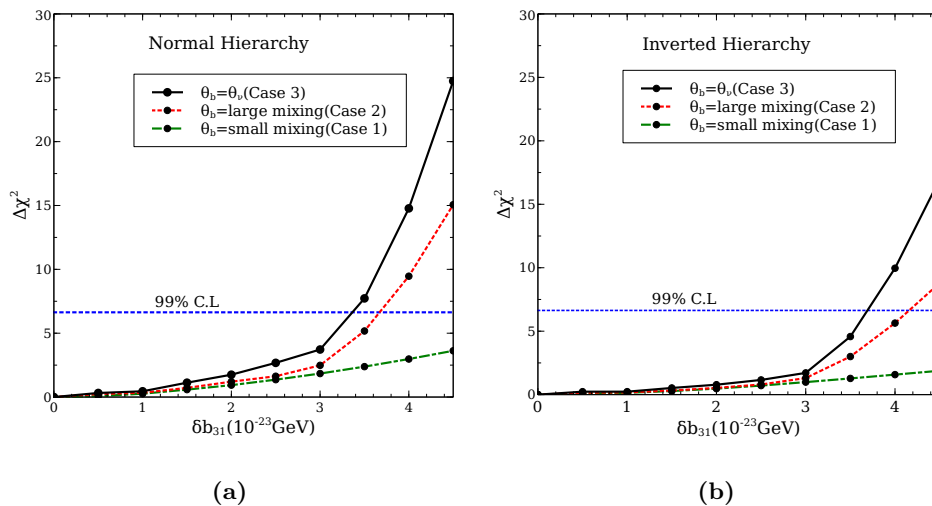 Normal Hierarchy
θb=θν(Case 3)
θb=large mixing(Case 2)
θb=small mixing(Case 1)
99% C.L
Δχ²
30
25
20
15
10
5
0
0 1 2 3 4
δb₃₁(10⁻²³GeV)
(a)
Inverted Hierarchy
θb=θν(Case 3)
θb=large mixing(Case 2)
θb=small mixing(Case 1)
99% C.L
Δχ²
30
25
20
15
10
5
0
0 1 2 3 4
δb₃₁(10⁻²³GeV)
(b)